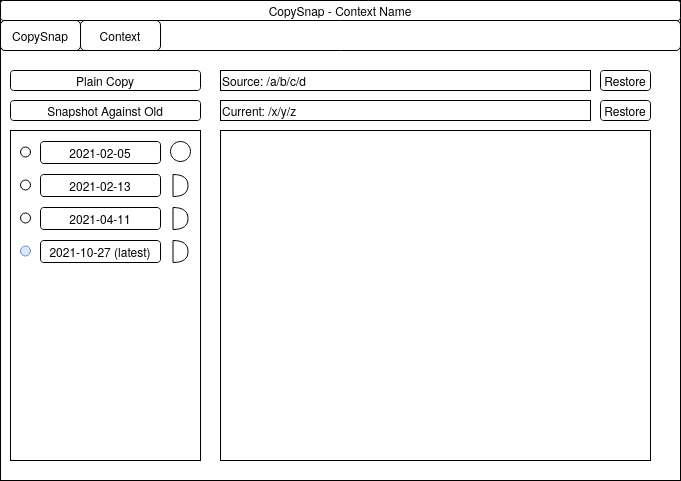 CopySnap - Context Name
CopySnap
Context
Plain Copy
Source: /a/b/c/d
Restore
Snapshot Against Old
Current: /x/y/z
Restore
2021-02-05
2021-02-13
2021-04-11
2021-10-27 (latest)